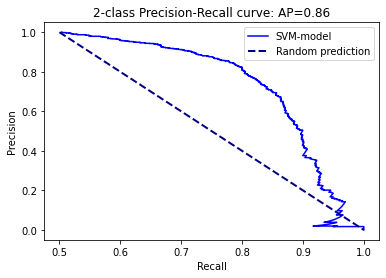 2-class Precision-Recall curve: AP=0.86
SVM-model
Random prediction
Precision
1.0
0.8
0.6
0.4
0.2
0.0
0.5
0.6
0.7
0.8
0.9
1.0
Recall